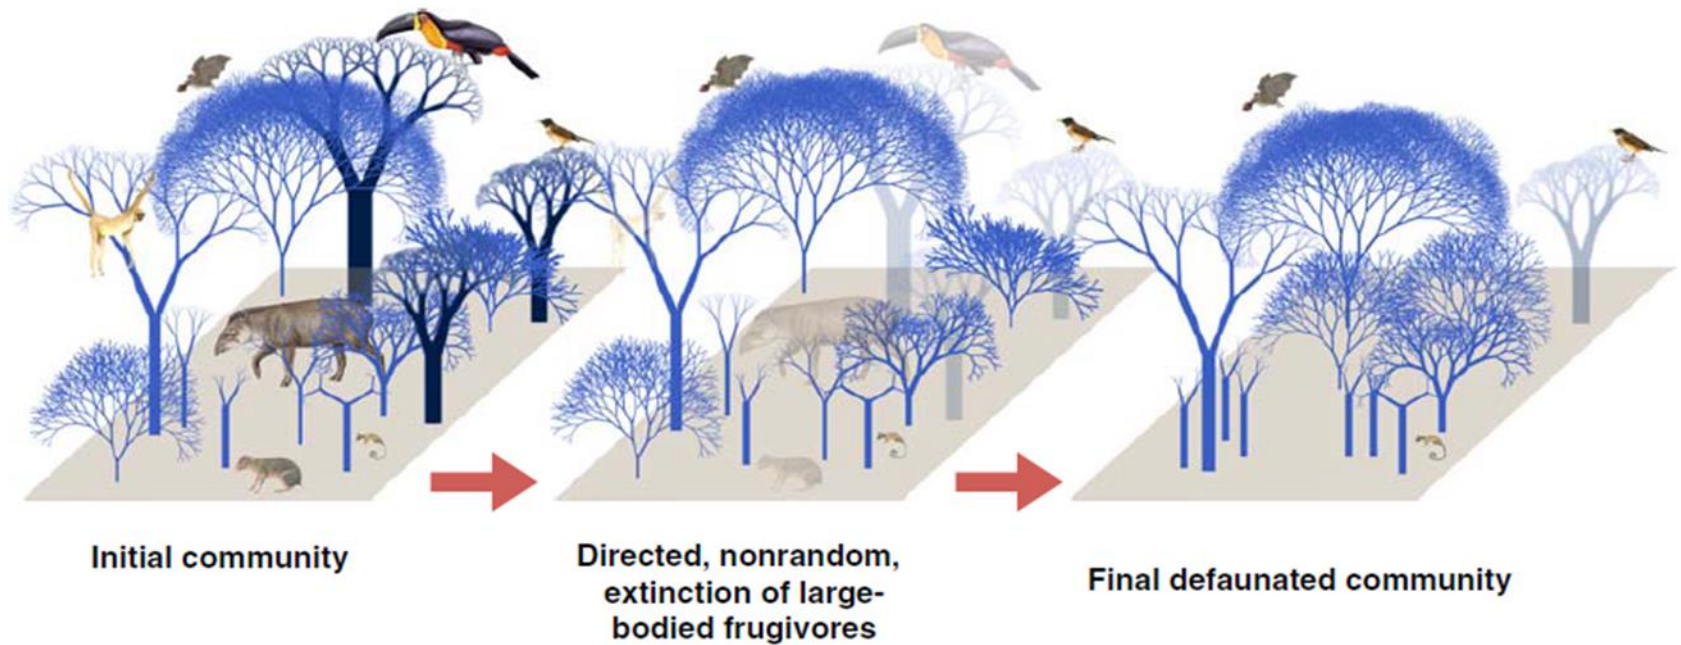 Initial community
Directed, nonrandom,
extinction of large-
bodied frugivores
Final defaunated community